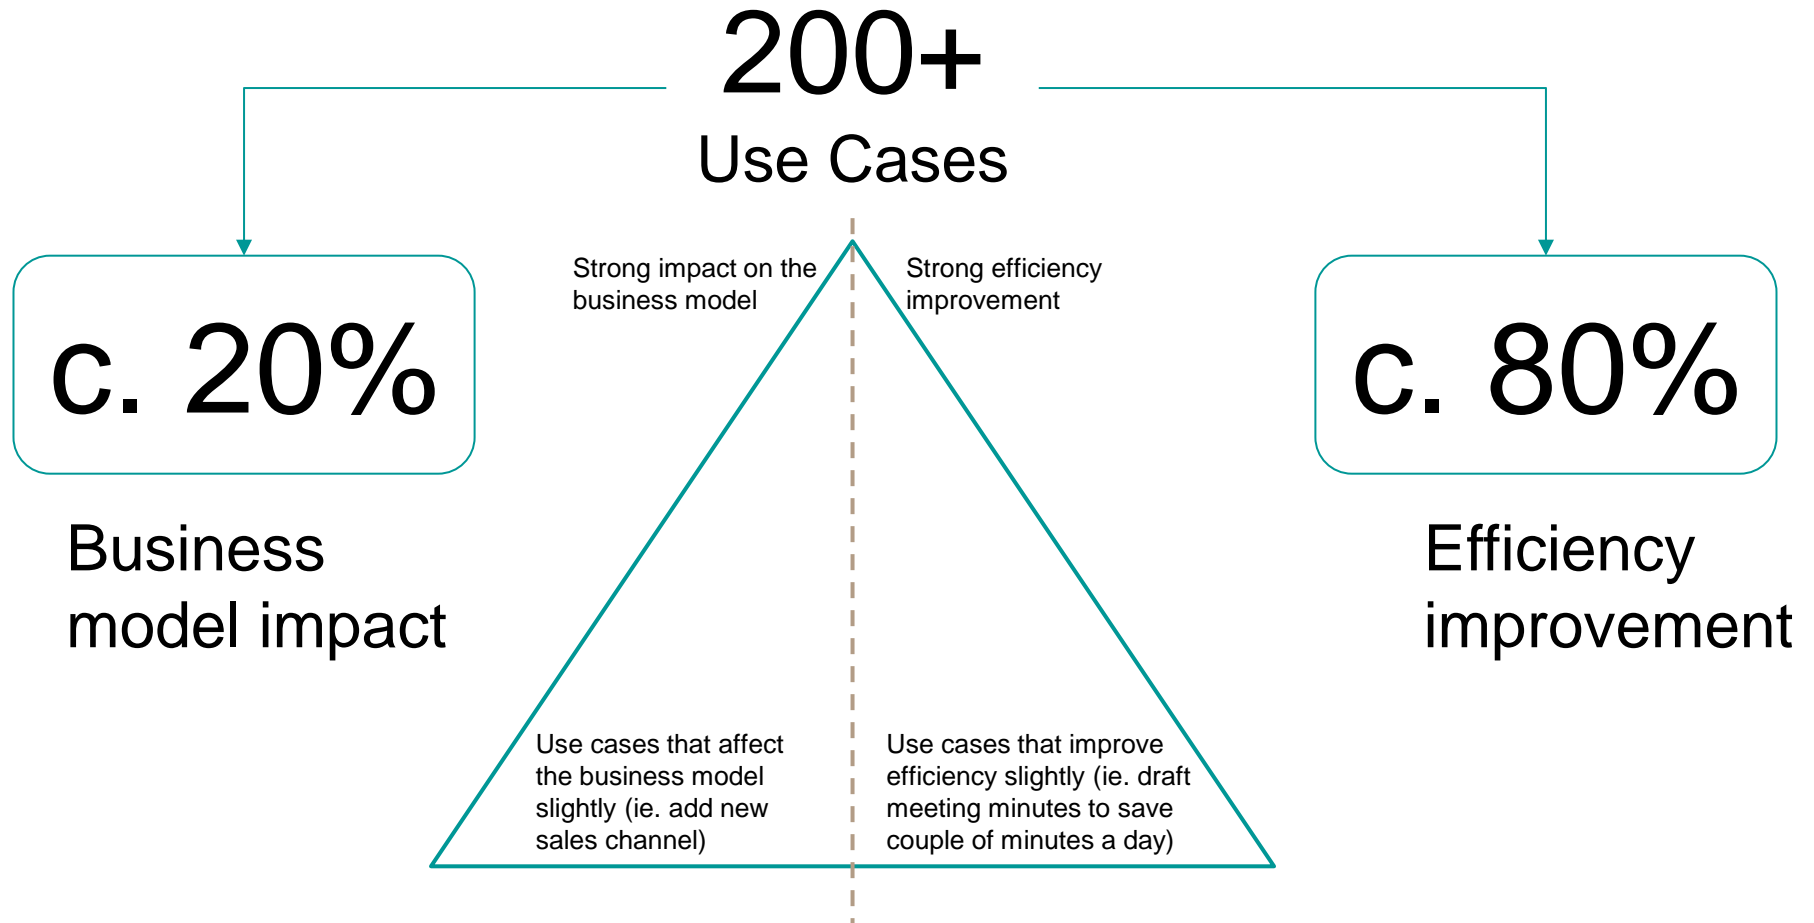 200+
Use Cases
Strong impact on the
business model
Strong efficiency
improvement
c. 20%
Business
model impact
c. 80%
Efficiency
improvement
Use cases that affect
the business model
slightly (ie. add new
sales channel)
Use cases that improve
efficiency slightly (ie. draft
meeting minutes to save
couple of minutes a day)